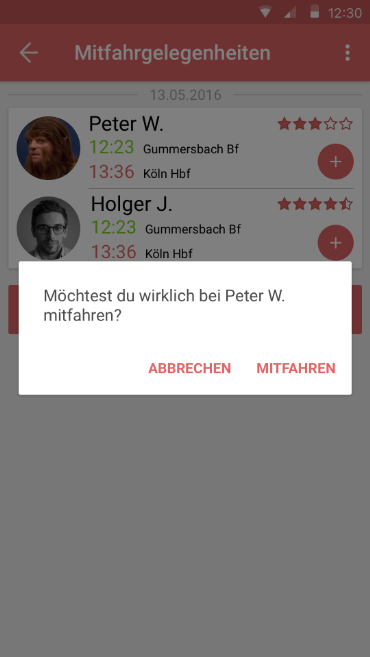 12:30
Mitfahrgelegenheiten
13.05.2016
Peter W.
12:23 Gummersbach Bf
13:36 Köln Hbf
Holger J.
12:23 Gummersbach Bf
13:36 Köln Hbf
Möchtest du wirklich bei Peter W.
mitfahren?
ABBRECHEN MITFAHREN